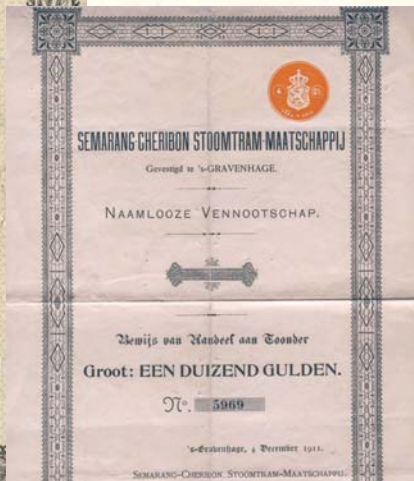 SEMARANG-CHERIBON STOOMTRAM-MAATSCHAPPIJ
Gevestigd te 's-GRAVENHAGE.
NAAMLOOZE VENNOOTSCHAP.
Bewijs van Aandeel aan Toonder
Groot: EEN DUIZEND GULDEN.
No. 5969
's-Gravenhage, 4 December 1911.
SEMARANG-CHERIBON STOOMTRAM-MAATSCHAPPIJ.